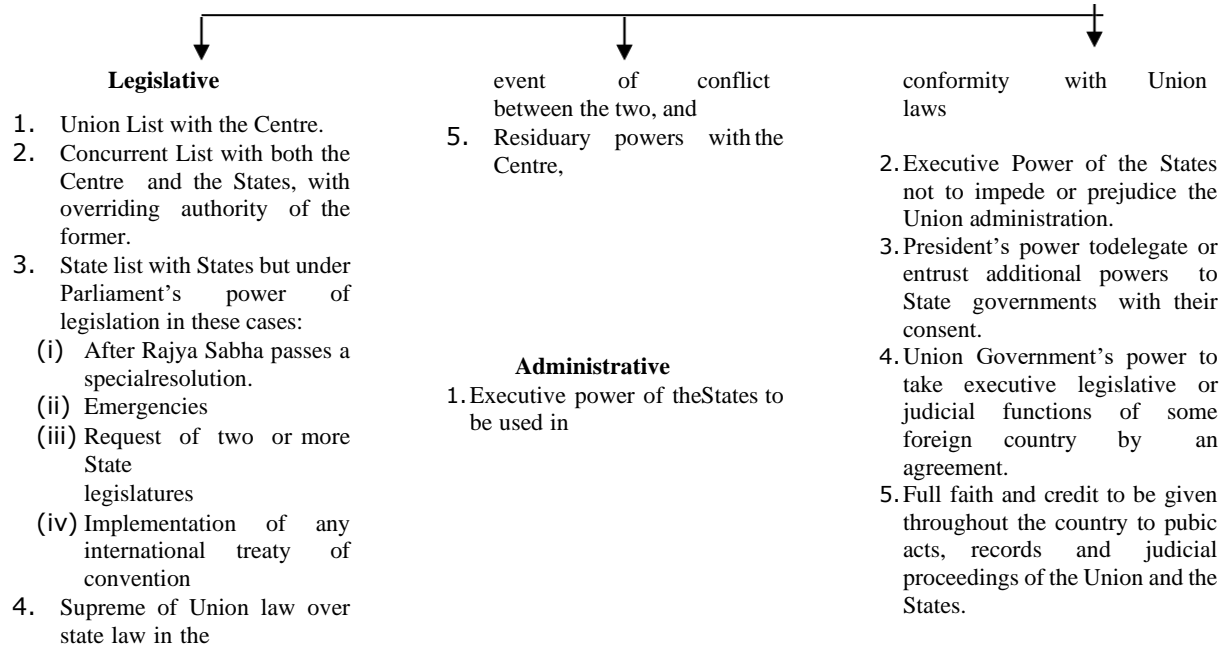 Legislative
1. Union List with the Centre.
2. Concurrent List with both the
Centre and the States, with
overriding authority of the
former.
3. State list with States but under
Parliament’s power of
legislation in these cases:
(i) After Rajya Sabha passes a
specialresolution.
(ii) Emergencies
(iii) Request of two or more
State
legislatures
(iv) Implementation of any
international treaty of
convention
4. Supreme of Union law over
state law in the
event of conflict
between the two, and
5. Residuary powers with the
Centre,
Administrative
1. Executive power of theStates to
be used in
conformity with Union
laws
2. Executive Power of the States
not to impede or prejudice the
Union administration.
3. President’s power todelegate or
entrust additional powers to
State governments with their
consent.
4. Union Government’s power to
take executive legislative or
judicial functions of some
foreign country by an
agreement.
5. Full faith and credit to be given
throughout the country to pubic
acts, records and judicial
proceedings of the Union and the
States.